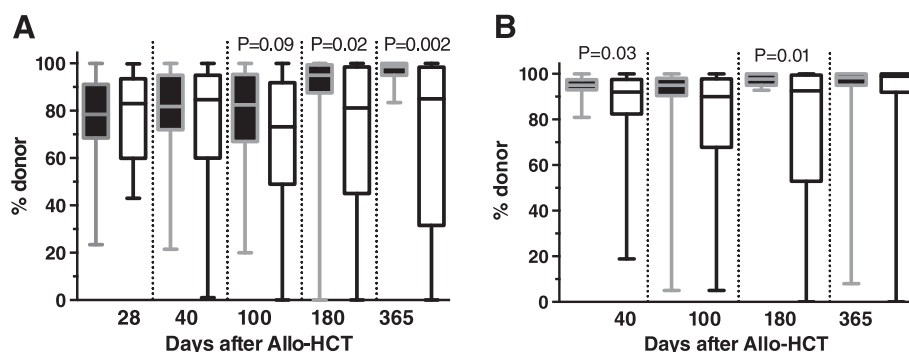 A
P=0.09 P=0.02 P=0.002
100
80
60
40
20
0
% donor
28 40 100 180 365
Days after Allo-HCT
B
P=0.03 P=0.01
100
80
60
40
20
0
% donor
40 100 180 365
Days after Allo-HCT